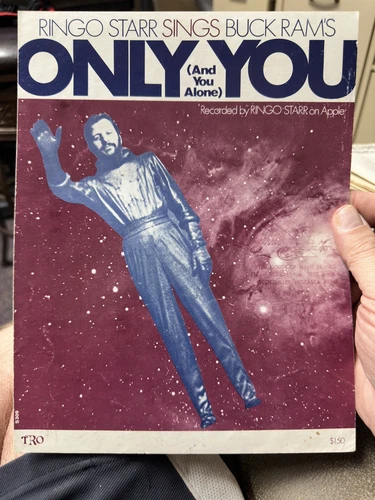 RINGO STARR SINGS BUCK RAM'S
ONLY (And You Alone) YOU
Recorded by RINGO STARR on Apple
5308
TRO
$1.50